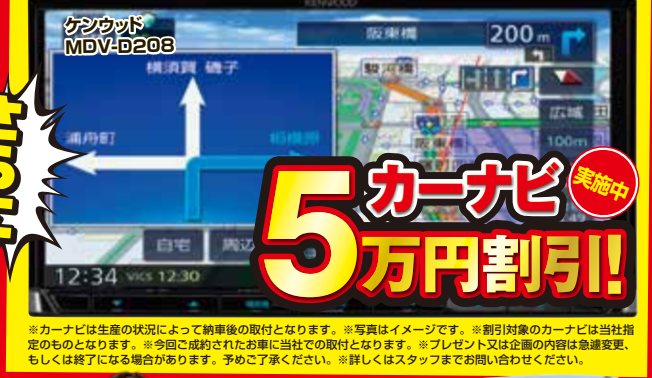 KENWOOD
ケンウッド
MDV-D208
阪東橋
200m
横須賀 磯子
駿河橋
浦舟町
相模原
広域
阪東橋
100m
自宅
周辺
12:34 VICS 12:30
カーナビ
実施中
5万円割引!
※カーナビは生産の状況によって納車後の取付となります。※写真はイメージです。※割引対象のカーナビは当社指
定のものとなります。※今回ご成約されたお車に当社での取付となります。※プレゼント又は企画の内容は急遽変更、
もしくは終了になる場合があります。予めご了承ください。※詳しくはスタッフまでお問い合わせください。